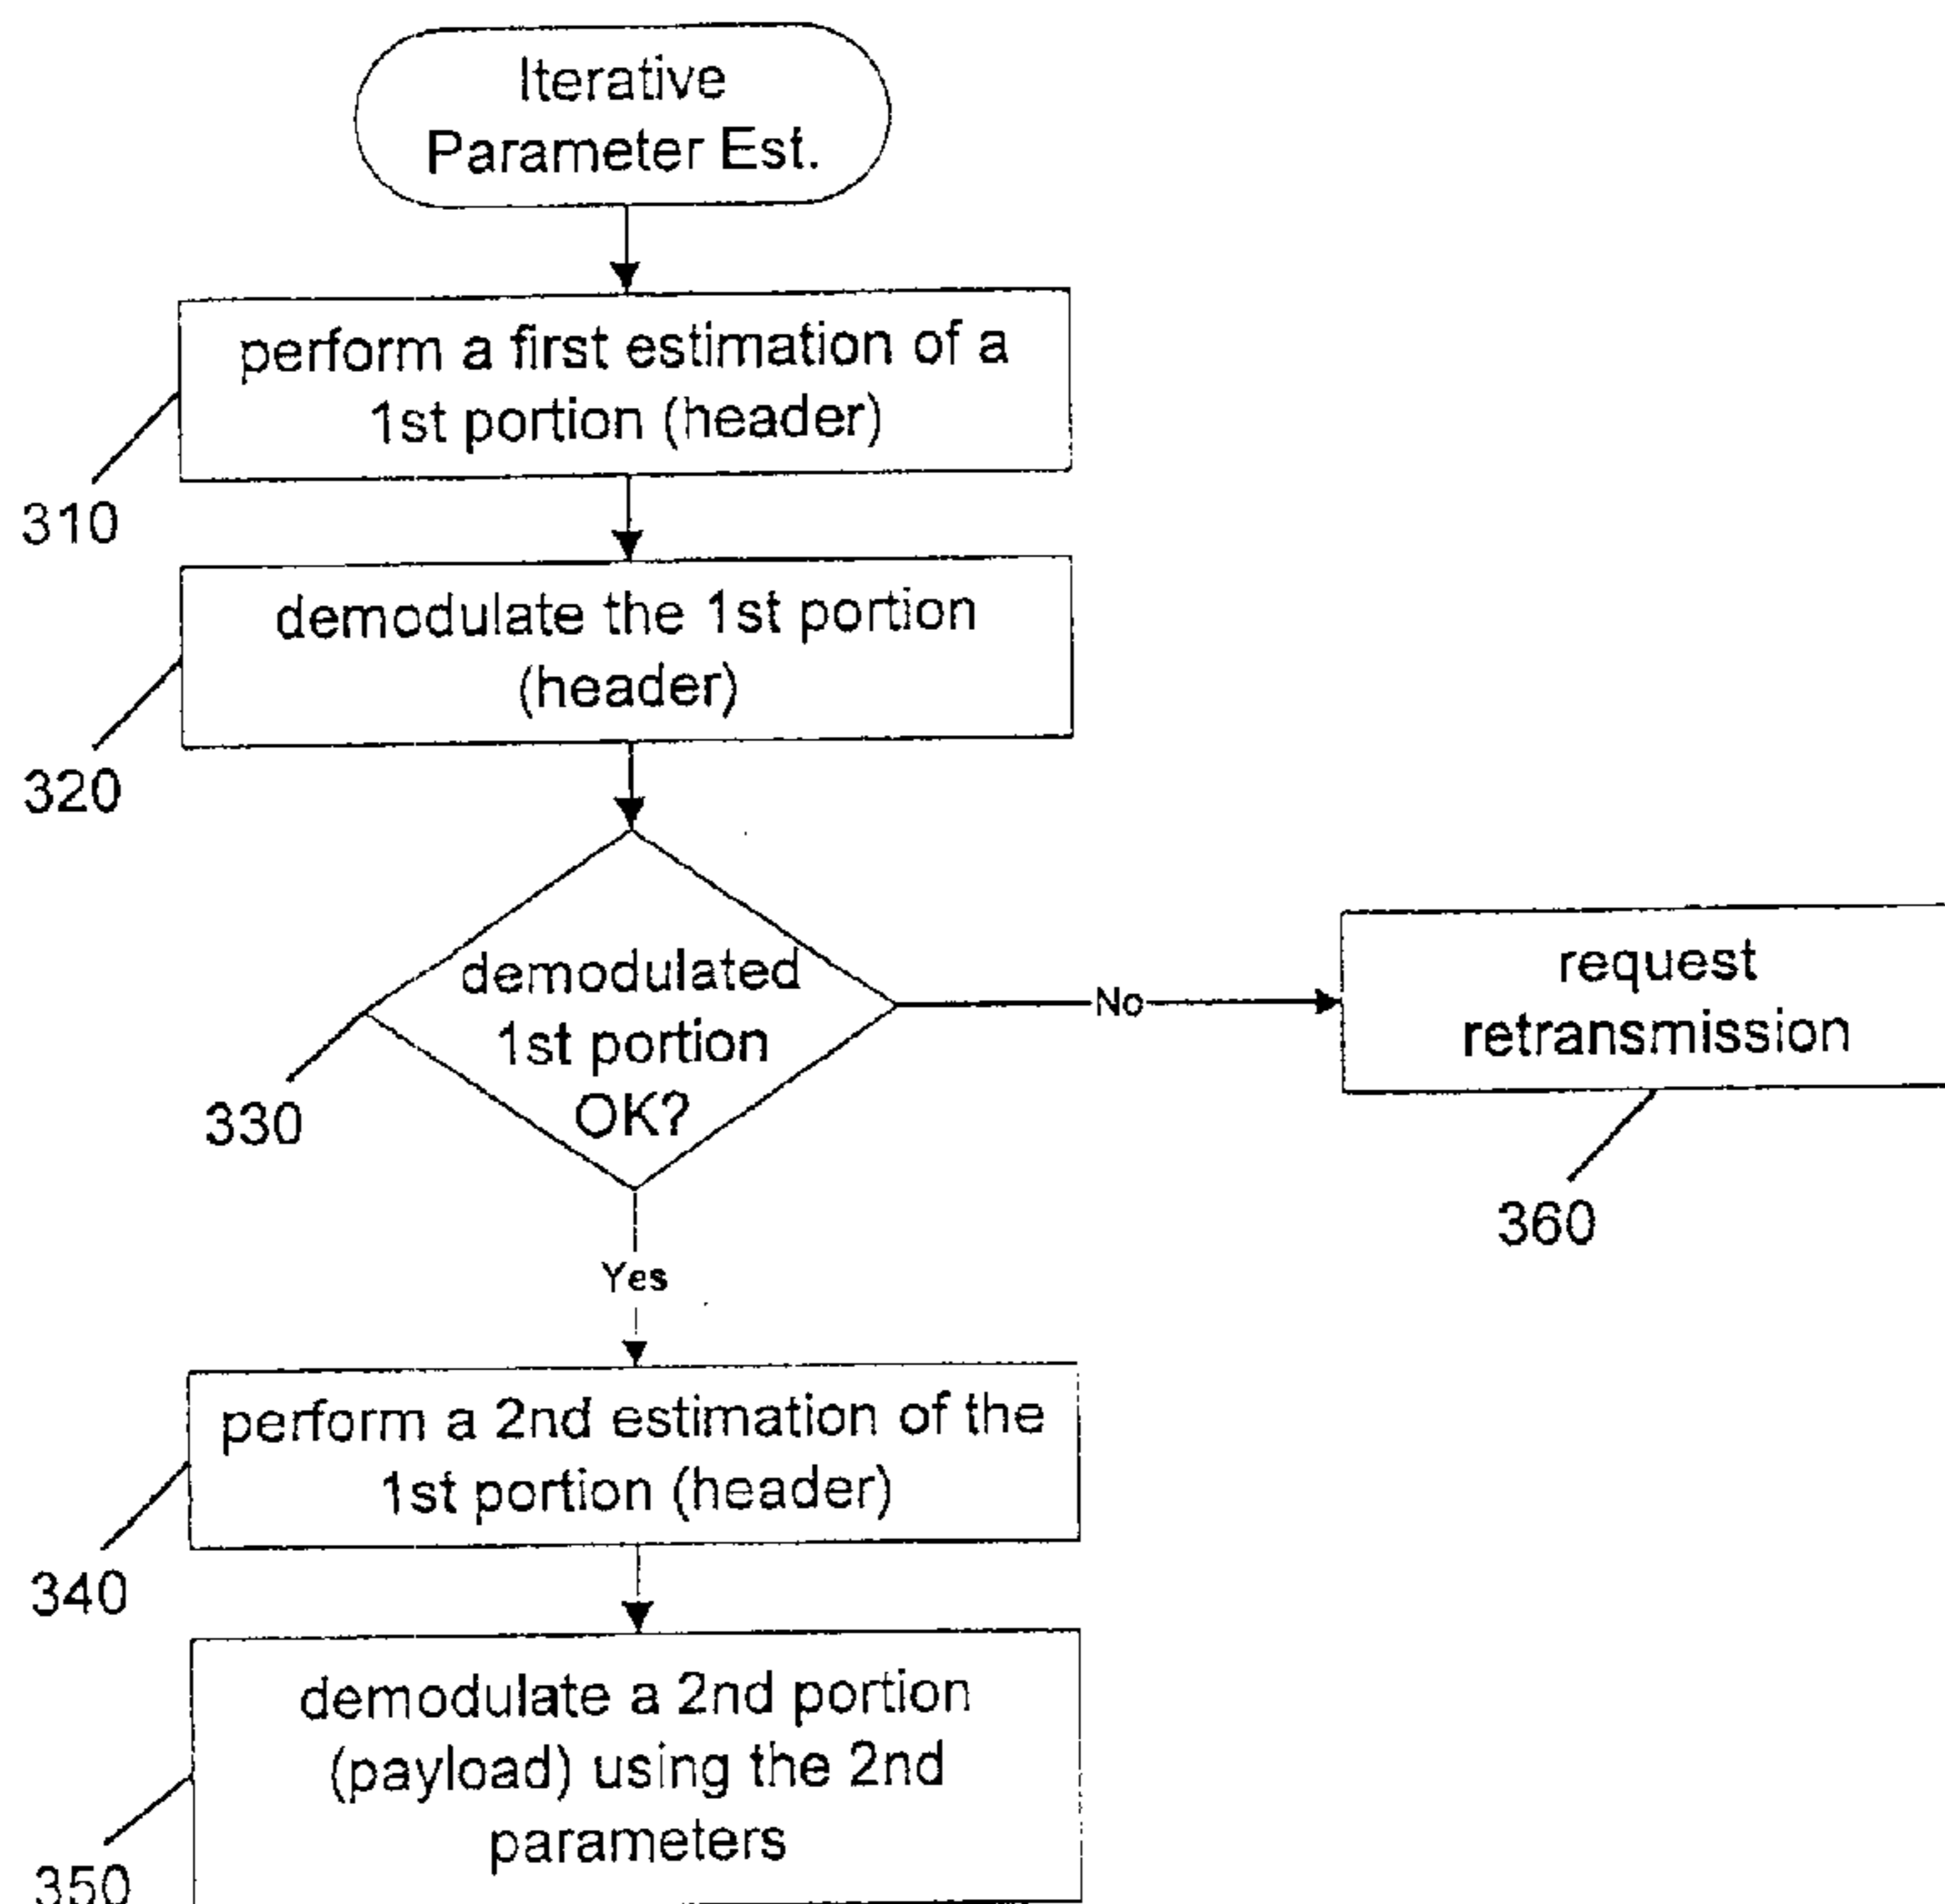 Iterative
Parameter Est.
perform a first estimation of a
1st portion (header)
310
demodulate the 1st portion
(header)
320
demodulated
1st portion
OK?
330
No
request
retransmission
360
Yes
perform a 2nd estimation of the
1st portion (header)
340
demodulate a 2nd portion
(payload) using the 2nd
parameters
350